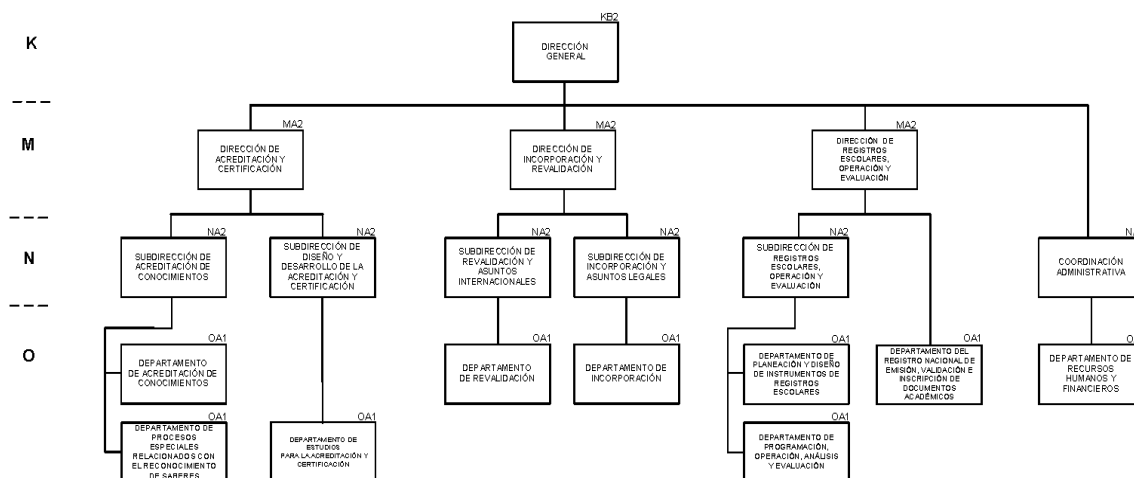 K
KB2
DIRECCIÓN
GENERAL
M
MA2
DIRECCIÓN DE
ACREDITACIÓN Y
CERTIFICACIÓN
MA2
DIRECCIÓN DE
INCORPORACIÓN Y
REVALIDACIÓN
MA2
DIRECCIÓN DE
REGISTROS
ESCOLARES,
OPERACIÓN Y
EVALUACIÓN
N
NA2
SUBDIRECCIÓN DE
ACREDITACIÓN DE
CONOCIMIENTOS
NA2
SUBDIRECCIÓN DE
DISEÑO Y
DESARROLLO DE LA
ACREDITACIÓN Y
CERTIFICACIÓN
NA2
SUBDIRECCIÓN DE
REVALIDACIÓN Y
ASUNTOS
INTERNACIONALES
NA2
SUBDIRECCIÓN DE
INCORPORACIÓN Y
ASUNTOS LEGALES
NA2
SUBDIRECCIÓN DE
REGISTROS
ESCOLARES,
OPERACIÓN Y
EVALUACIÓN
COORDINACIÓN
ADMINISTRATIVA
O
OA1
DEPARTAMENTO
DE ACREDITACIÓN DE
CONOCIMIENTOS
OA1
DEPARTAMENTO
DE REVALIDACIÓN
OA1
DEPARTAMENTO
DE INCORPORACIÓN
OA1
DEPARTAMENTO DE
PLANEACIÓN Y DISEÑO
DE INSTRUMENTOS DE
REGISTROS
ESCOLARES
OA1
DEPARTAMENTO DEL
REGISTRO NACIONAL DE
EMISIÓN, VALIDACIÓN E
INSCRIPCIÓN DE
DOCUMENTOS
ACADÉMICOS
DEPARTAMENTO DE
RECURSOS
HUMANOS Y
FINANCIEROS
OA1
DEPARTAMENTO DE
PROCESOS
ESPECIALES
RELACIONADOS CON
EL RECONOCIMIENTO
DE SABERES
OA1
DEPARTAMENTO DE
ESTUDIOS
PARA LA ACREDITACIÓN Y
CERTIFICACIÓN
OA1
DEPARTAMENTO DE
PROGRAMACIÓN,
OPERACIÓN, ANÁLISIS
Y EVALUACIÓN